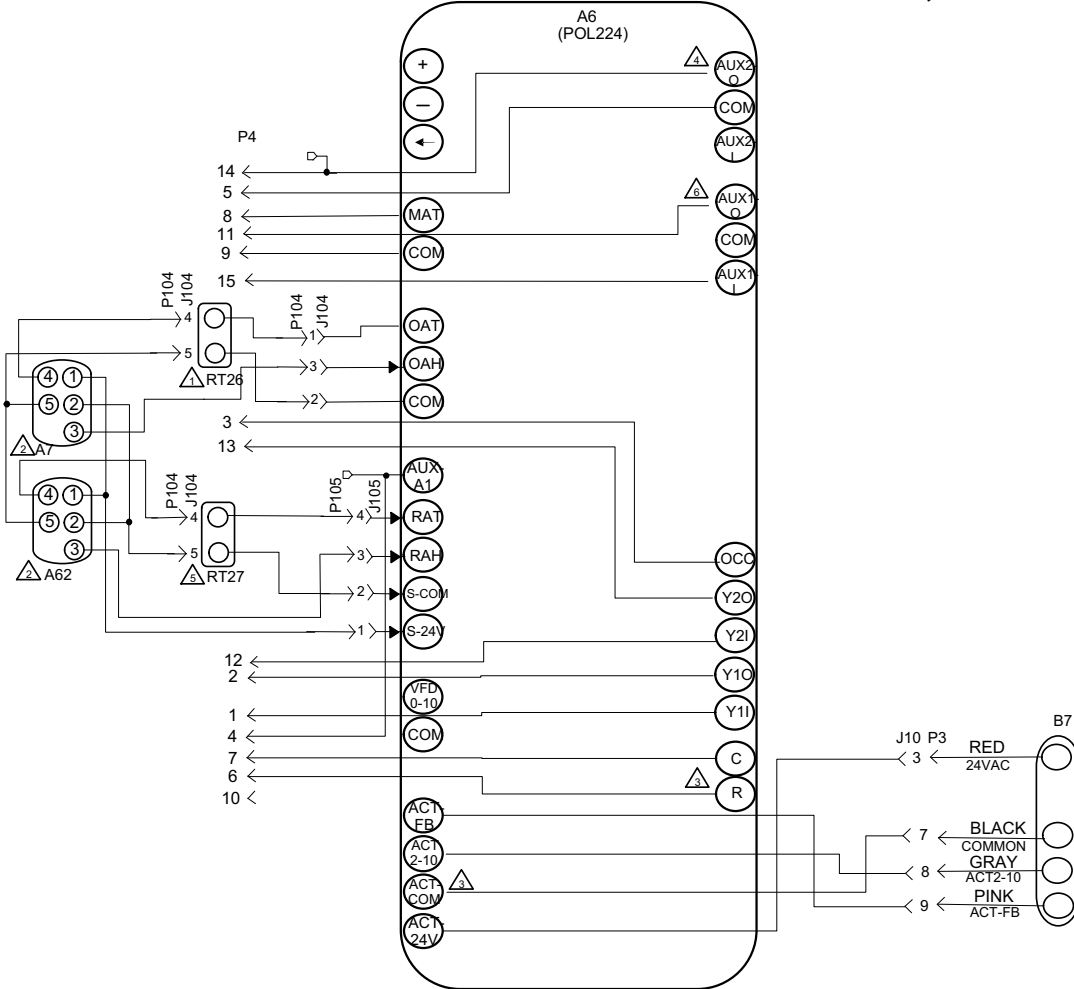 A6
(POL224)
+
–
P4
14
5
8
11
9
15
MAT
COM
4
AUX2
O
COM
AUX2
I
6
AUX1
O
COM
AUX1
I
P104
J104
4
5
1
RT26
P104
J104
1
3
2
OAT
OAH
COM
4
1
5
2
3
2
A7
3
13
4
1
5
2
3
2
A62
P104
J104
4
5
5
RT27
P105
J105
4
3
2
1
AUX-
A1
RAT
RAH
S-COM
S-24V
12
2
1
4
7
6
10
VFD
0-10
COM
OCC
Y2O
Y2I
Y1O
Y1I
C
3
R
ACT-
FB
ACT
2-10
ACT-
COM
3
ACT-
24V
J10 P3
B7
3
RED
24VAC
7
BLACK
COMMON
8
GRAY
ACT2-10
9
PINK
ACT-FB